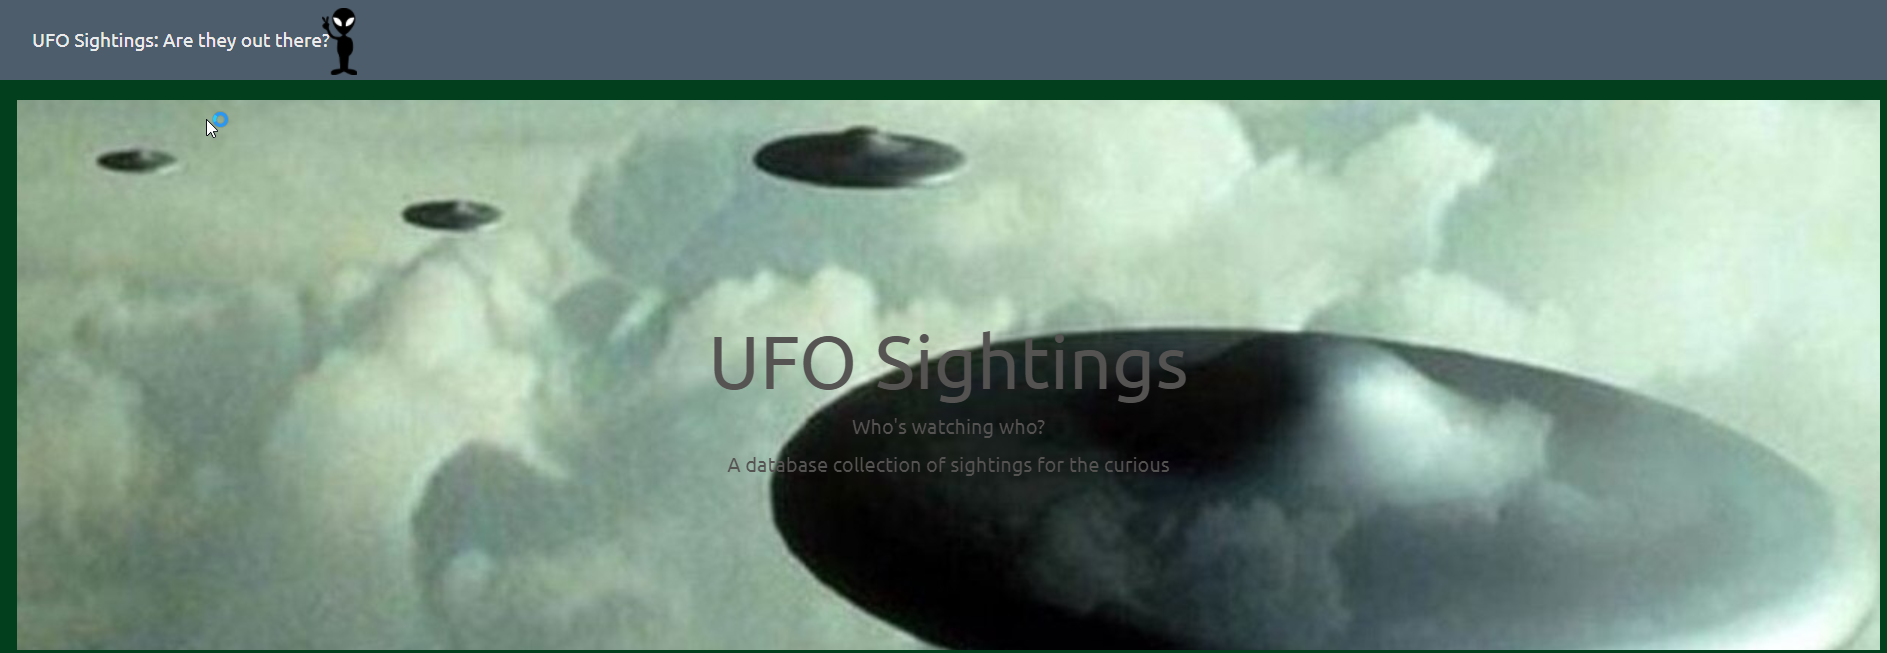 UFO Sightings: Are they out there?
UFO Sightings
Who's watching who?
A database collection of sightings for the curious